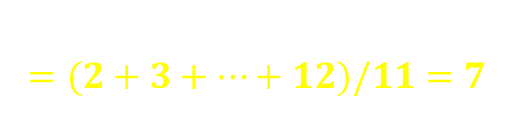 = (2 + 3 + ⋯ + 12)/11 = 7